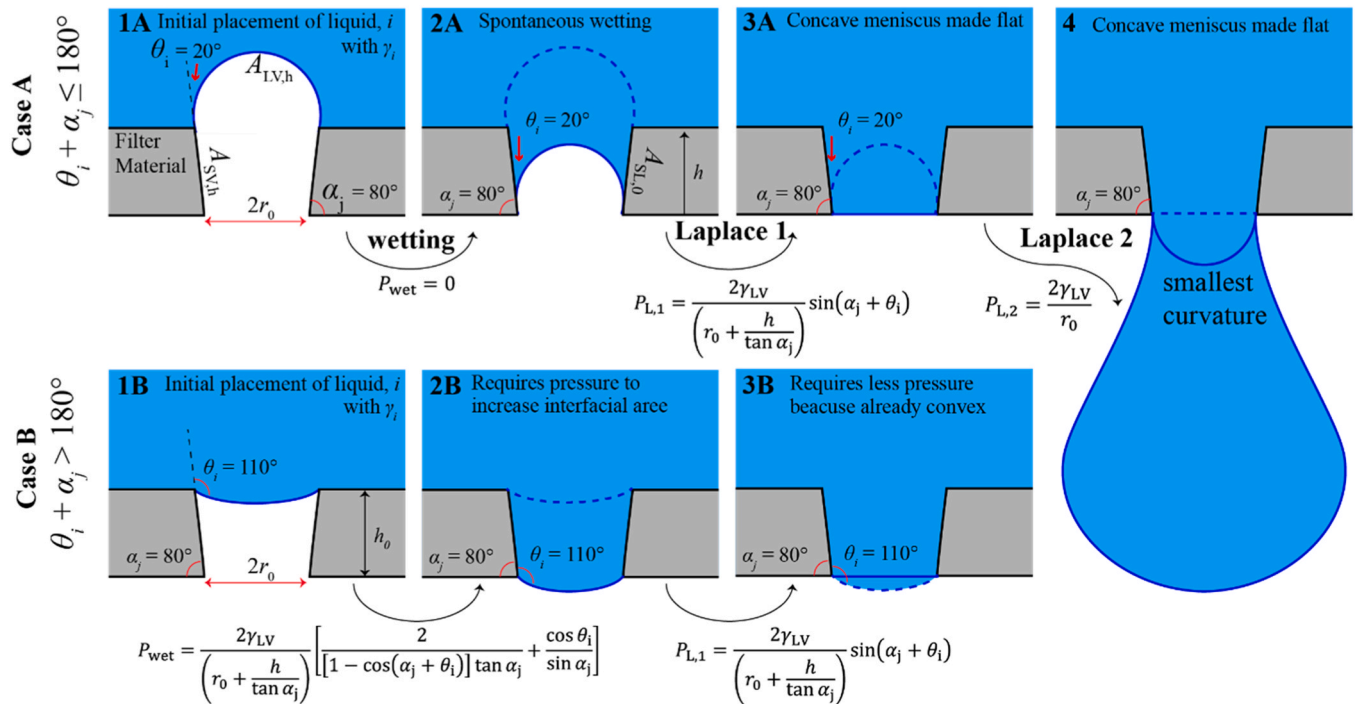 Case A
θi + αj ≤ 180°
1A Initial placement of liquid, i
with γi
θi = 20°
ALV,h
Filter
Material
ASV,h
αj = 80°
2r0
2A Spontaneous wetting
θi = 20°
αj = 80°
ASL,0
h
3A Concave meniscus made flat
θi = 20°
αj = 80°
4 Concave meniscus made flat
αj = 80°
smallest
curvature
wetting
Pwet = 0
Laplace 1
PL,1 = 2γLV / (r0 + h / tan αj) sin(αj + θi)
Laplace 2
PL,2 = 2γLV / r0
Case B
θi + αj > 180°
1B Initial placement of liquid, i
with γi
θi = 110°
αj = 80°
2r0
h0
2B Requires pressure to
increase interfacial area
αj = 80°
θi = 110°
3B Requires less pressure
beacuse already convex
αj = 80°
θi = 110°
Pwet = 2γLV / (r0 + h / tan αj) [2 / ([1 − cos(αj + θi)] tan αj) + cos θi / sin αj]
PL,1 = 2γLV / (r0 + h / tan αj) sin(αj + θi)